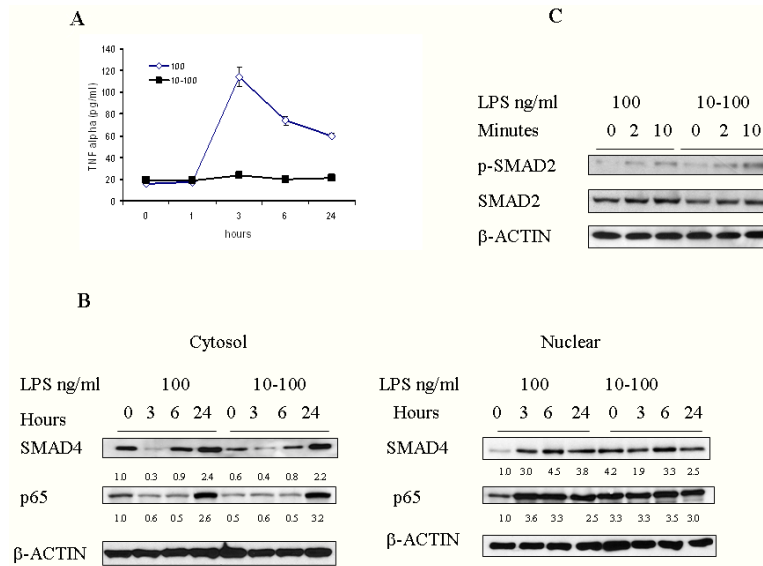 A
140
120
100
80
60
40
20
0
TNF alpha (pg/ml)
100
10-100
0 1 3 6 24
hours
C
LPS ng/ml 100 10-100
Minutes 0 2 10 0 2 10
p-SMAD2
SMAD2
β-ACTIN
B
Cytosol
LPS ng/ml 100 10-100
Hours 0 3 6 24 0 3 6 24
SMAD4
1.0 0.3 0.9 2.4 0.6 0.4 0.8 2.2
p65
1.0 0.6 0.5 2.6 0.5 0.6 0.5 3.2
β-ACTIN
Nuclear
LPS ng/ml 100 10-100
Hours 0 3 6 24 0 3 6 24
SMAD4
1.0 3.0 4.5 3.8 4.2 1.9 3.3 2.5
p65
1.0 3.6 3.3 2.5 3.3 3.3 3.5 3.0
β-ACTIN